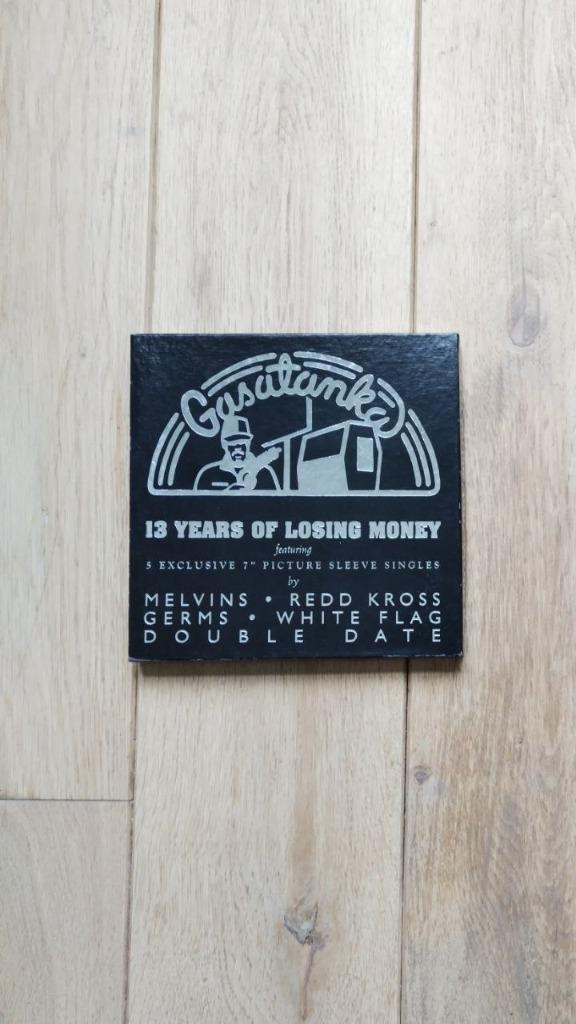 Gasatanka
13 YEARS OF LOSING MONEY
featuring
5 EXCLUSIVE 7" PICTURE SLEEVE SINGLES
by
MELVINS • REDD KROSS
GERMS • WHITE FLAG
DOUBLE DATE